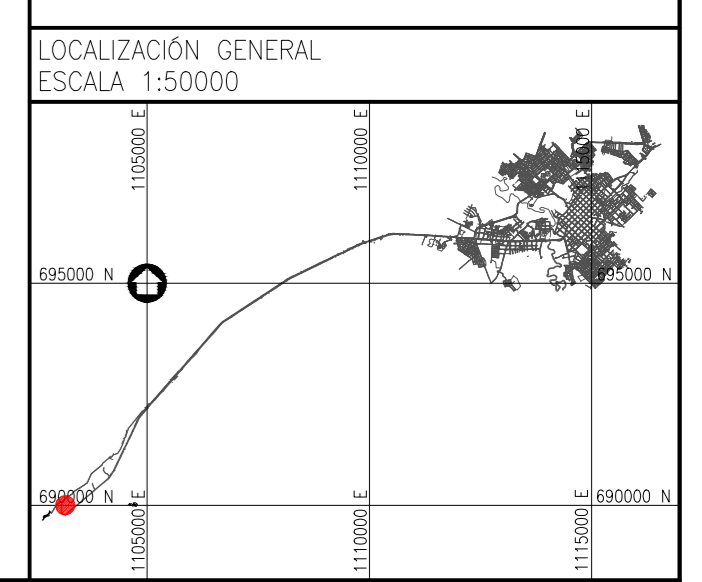 LOCALIZACIÓN GENERAL
ESCALA 1:50000
1105000 E
1110000 E
1115000 E
695000 N
695000 N
690000 N
690000 N
1105000 E
1110000 E
1115000 E